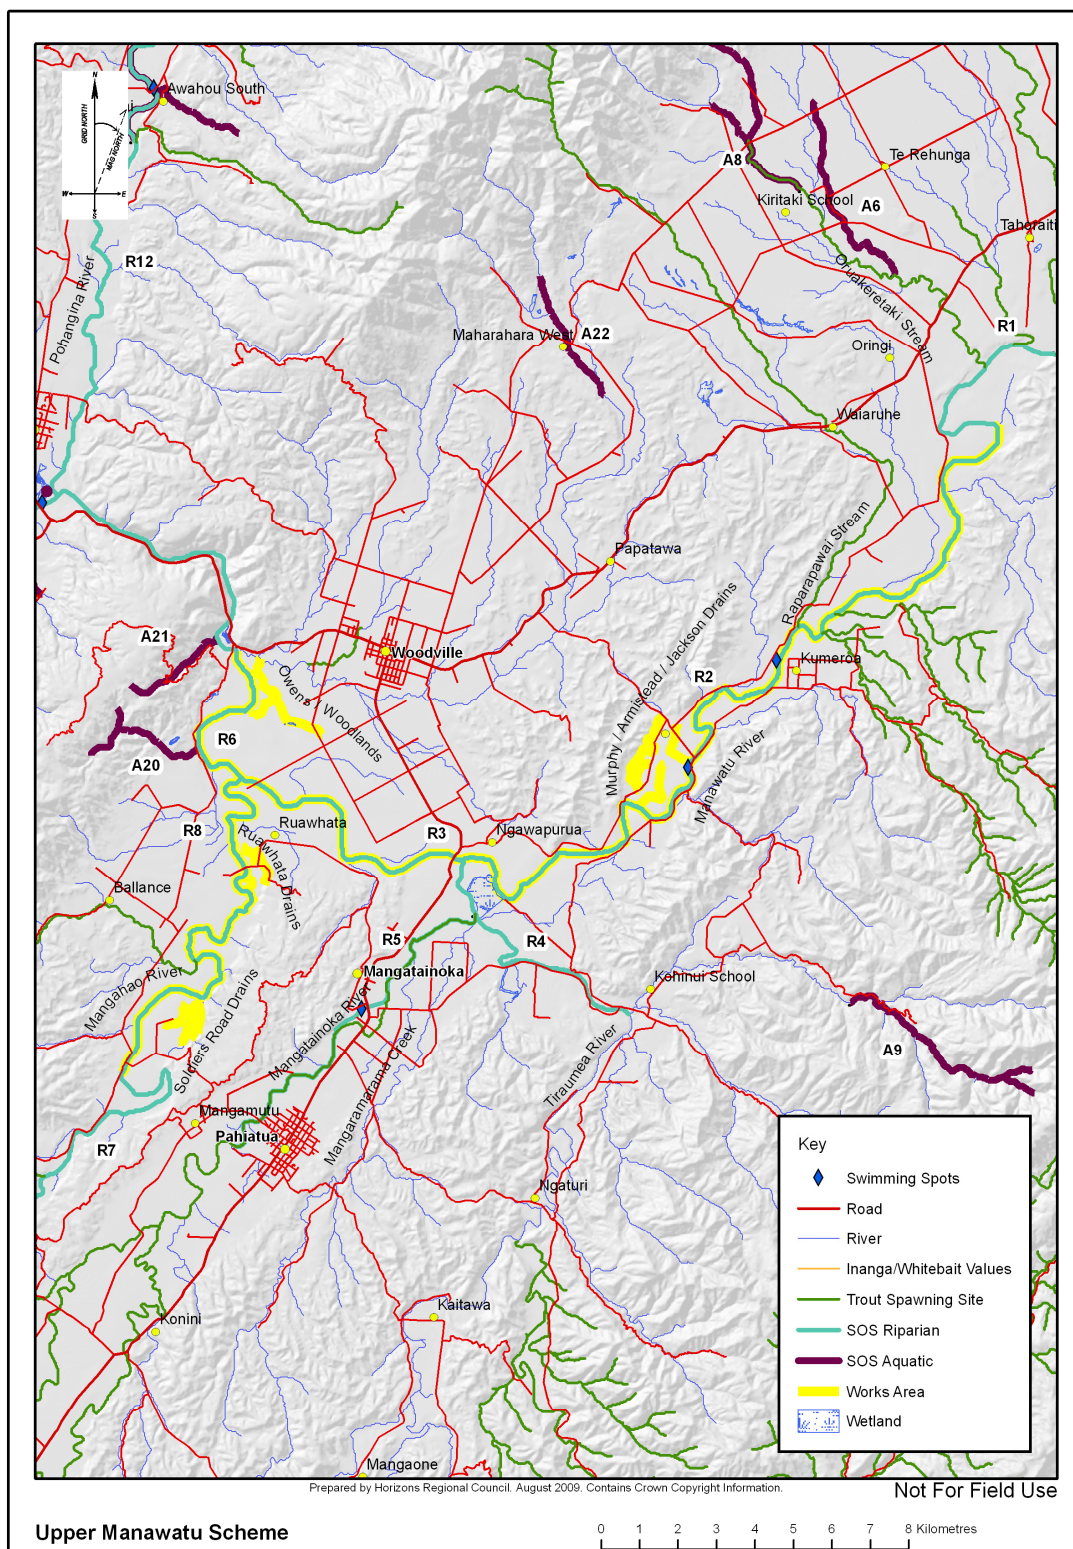 N
GRID NORTH
MAG NORTH
W
E
S
Awahou South
A8
Te Rehunga
Kiritaki School
A6
Tahoraiti
R12
Pohangina River
Oruakeretaki Stream
R1
Maharahara West
A22
Oringi
Waiaruhe
Raparapawai Stream
Papatawa
A21
Woodville
Owens / Woodlands
Murphy / Armistead / Jackson Drains
R2
Kumeroa
R6
A20
Manawatu River
R8
Ruawhata
R3
Ngawapurua
Ruawhata Drains
Ballance
R5
R4
Mangatainoka
Kohinui School
Mangahao River
Soldiers Road Drains
Mangatainoka River
Mangaramarama Creek
Tiraumea River
A9
Mangamutu
Pahiatua
R7
Ngaturi
Konini
Kaitawa
Mangaone
Key
Swimming Spots
Road
River
Inanga/Whitebait Values
Trout Spawning Site
SOS Riparian
SOS Aquatic
Works Area
Wetland
Prepared by Horizons Regional Council. August 2009. Contains Crown Copyright Information.
Not For Field Use
Upper Manawatu Scheme
0 1 2 3 4 5 6 7 8 Kilometres